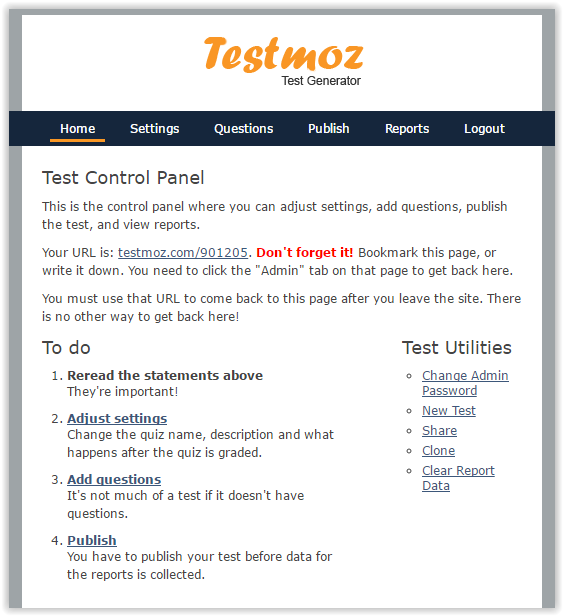 Testmoz
Test Generator
Home Settings Questions Publish Reports Logout
Test Control Panel
This is the control panel where you can adjust settings, add questions, publish
the test, and view reports.
Your URL is: testmoz.com/901205. Don't forget it! Bookmark this page, or
write it down. You need to click the "Admin" tab on that page to get back here.
You must use that URL to come back to this page after you leave the site. There
is no other way to get back here!
To do
1. Reread the statements above
They're important!
2. Adjust settings
Change the quiz name, description and what
happens after the quiz is graded.
3. Add questions
It's not much of a test if it doesn't have
questions.
4. Publish
You have to publish your test before data for
the reports is collected.
Test Utilities
Change Admin
Password
New Test
Share
Clone
Clear Report
Data